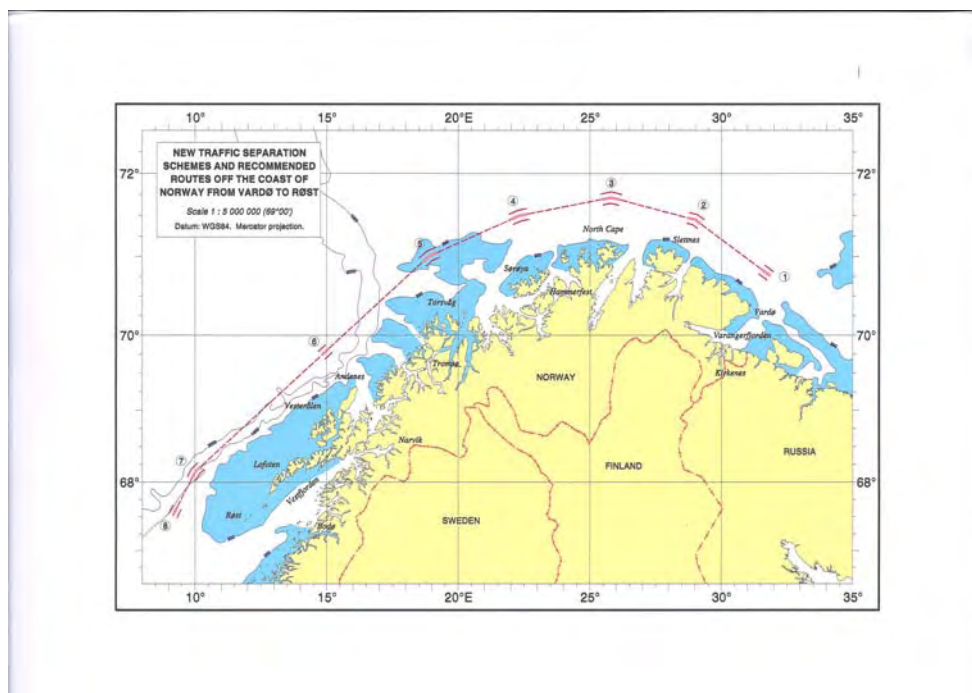 10° 15° 20° 25° 30° 35°
NEW TRAFFIC SEPARATION
SCHEMES AND RECOMMENDED
ROUTES OFF THE COAST OF
NORWAY FROM VARDØ TO RØST
Scale 1 : 5 000 000 (69°00')
Datum: WGS84. Mercator projection.
72° 72°
3
4
2
North Cape
Sletnes
5
Sørøya
1
Hammerfest
Torsvåg
Vardø
70° 70°
6
Varangerfjorden
Tromsø
Andenes
Kirkenes
NORWAY
Vesterålen
Narvik
RUSSIA
7
Lofoten
FINLAND
68° 68°
Vestfjorden
Røst
SWEDEN
8
Bodø
10° 15° 20°E 25° 30° 35°